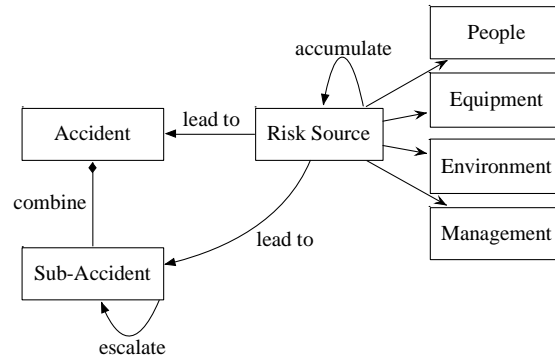 People
accumulate
Equipment
lead to
Accident
Risk Source
Environment
combine
Management
lead to
Sub-Accident
escalate